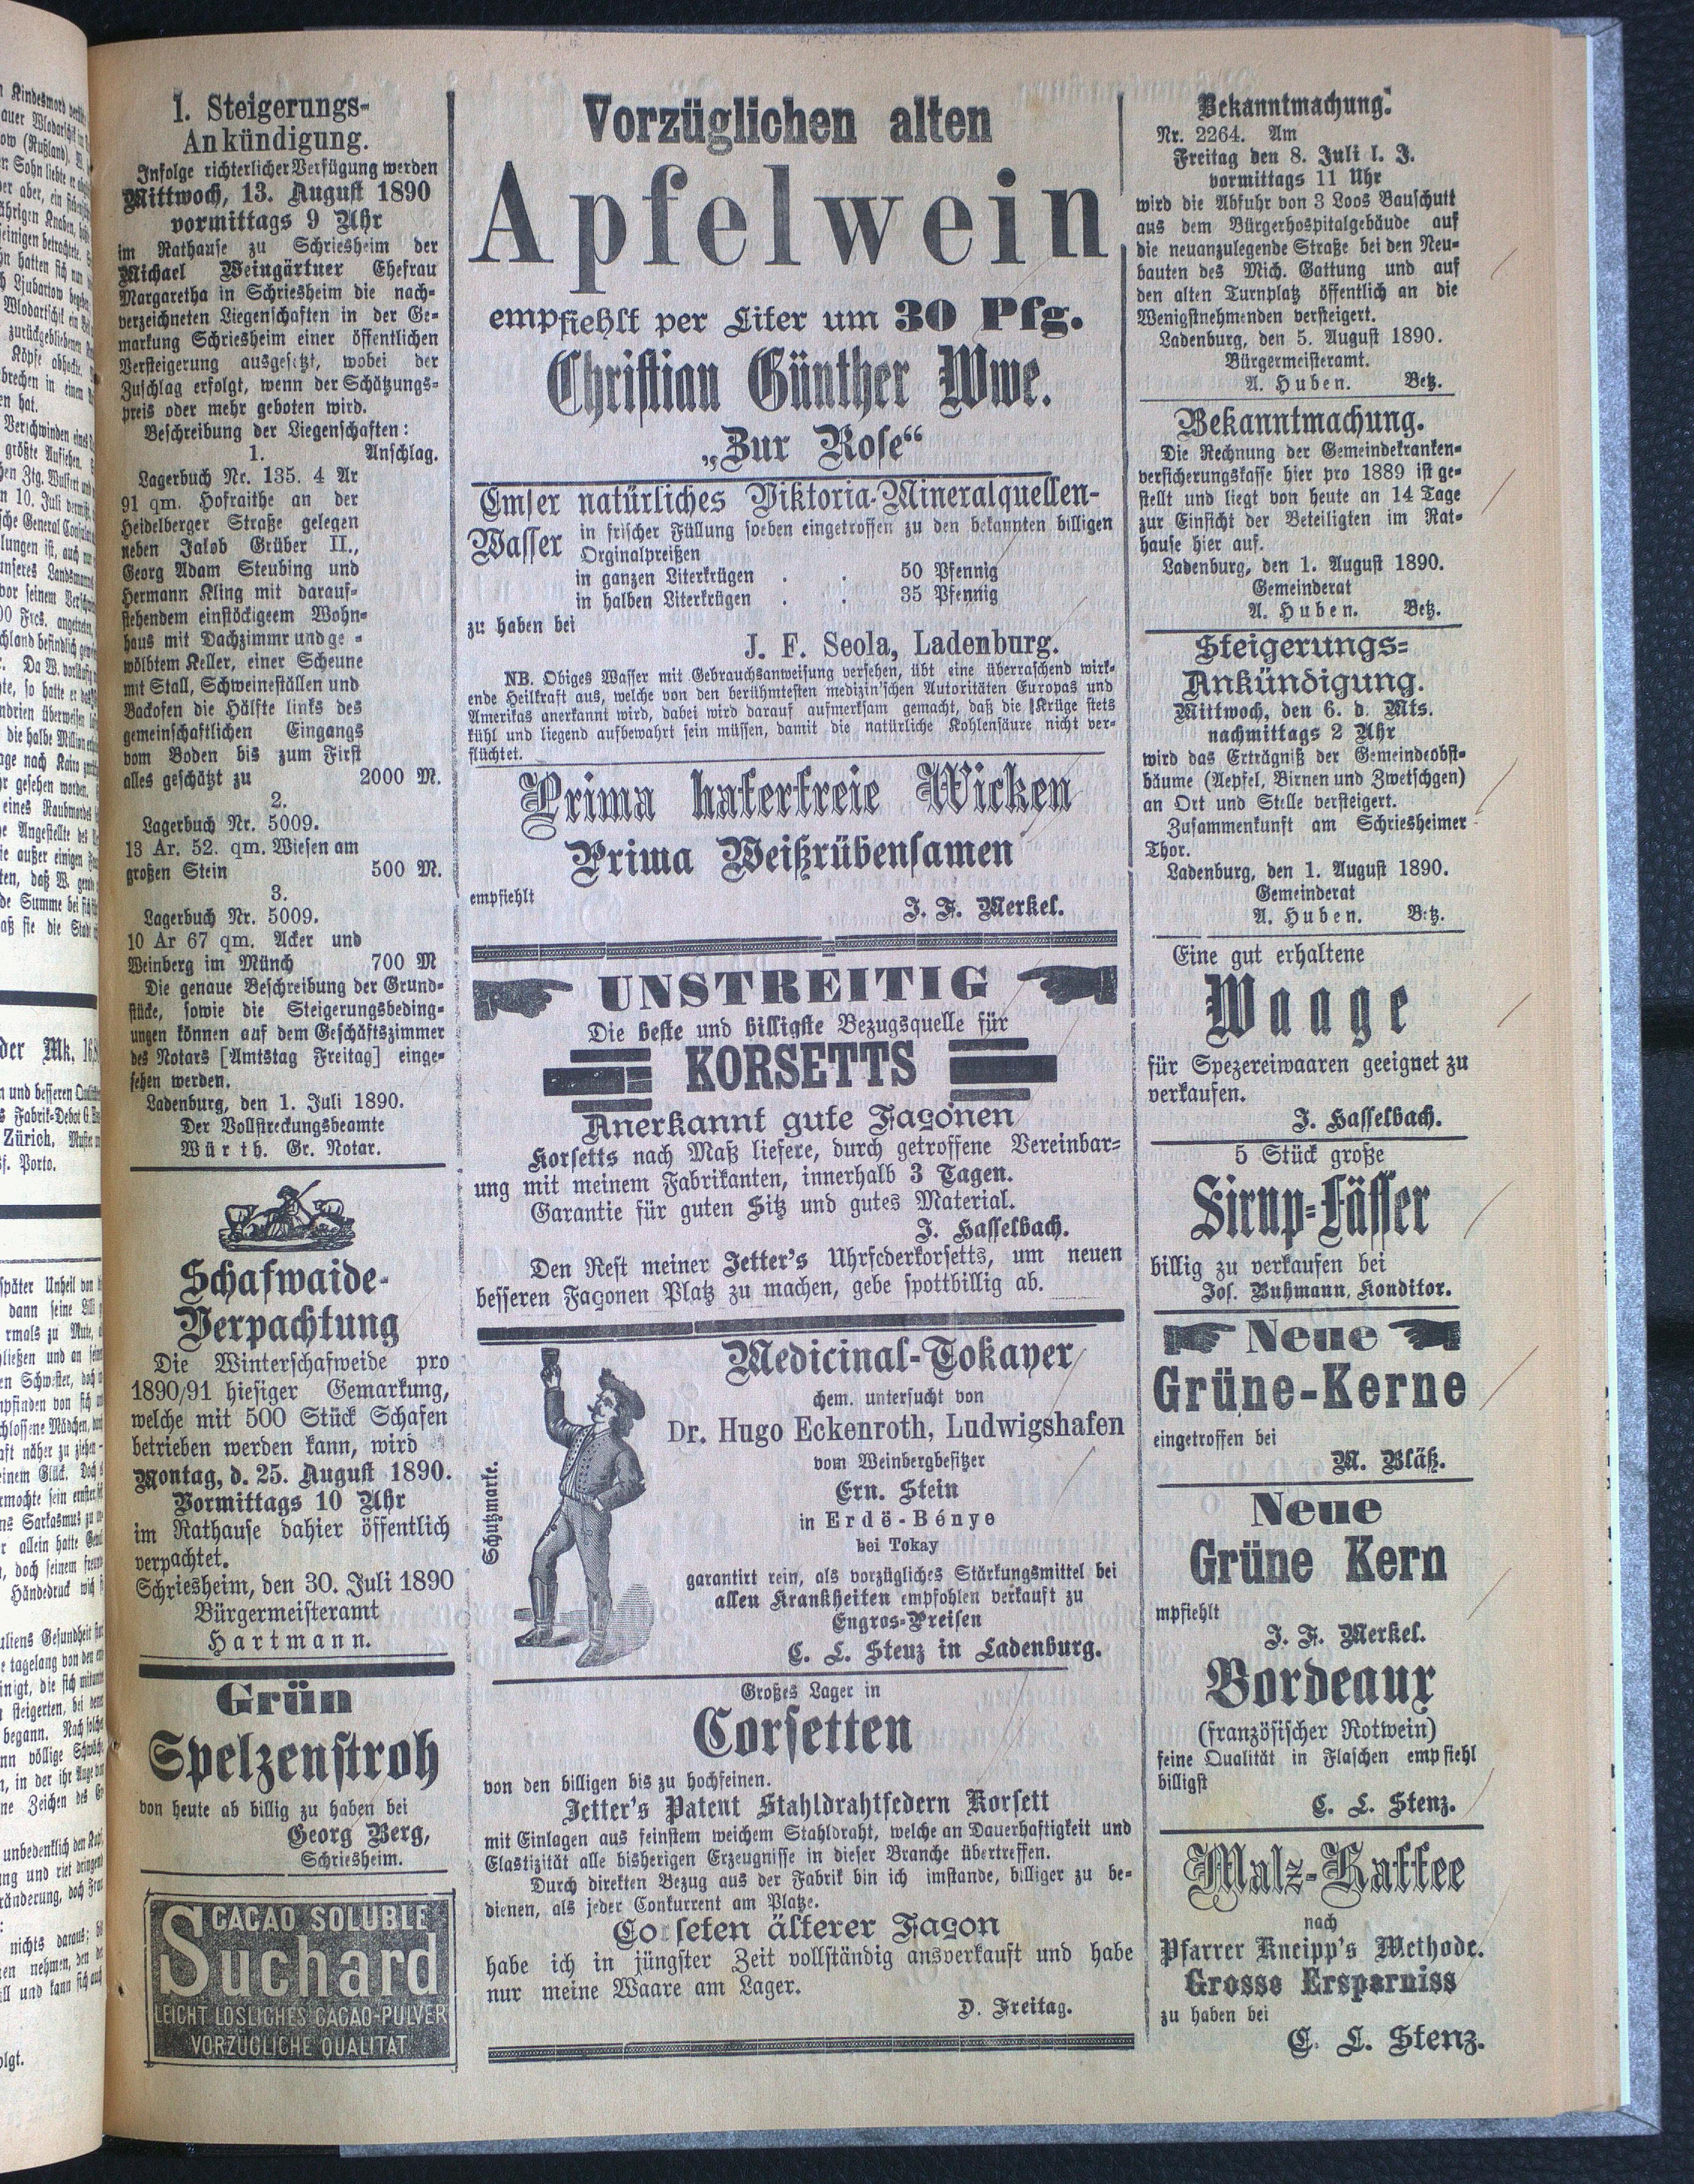 1. Steigerungs-
Ankündigung.
Infolge richterlicher Verfügung werden
Mittwoch, 13. August 1890
vormittags 9 Uhr
im Rathause zu Schriesheim der
Michael Weingärtner Ehefrau
Margaretha in Schriesheim die nach-
verzeichneten Liegenschaften in der Ge-
markung Schriesheim einer öffentlichen
Versteigerung ausgesetzt, wobei der
Zuschlag erfolgt, wenn der Schätzungs-
preis oder mehr geboten wird.
Beschreibung der Liegenschaften:
1. Anschlag.
Lagerbuch Nr. 135. 4 Ar
91 qm. Hofraithe an der
Heidelberger Straße gelegen
neben Jakob Grüber II.,
Georg Adam Steubing und
Hermann Kling mit darauf-
stehendem einstöckigeem Wohn-
haus mit Dachzimmr und ge-
wölbtem Keller, einer Scheune
mit Stall, Schweineställen und
Backofen die Hälfte links des
gemeinschaftlichen Eingangs
vom Boden bis zum First
alles geschätzt zu 2000 M.
2.
Lagerbuch Nr. 5009.
13 Ar. 52. qm. Wiesen am
großen Stein 500 M.
3.
Lagerbuch Nr. 5009.
10 Ar 67 qm. Acker und
Weinberg im Münch 700 M
Die genaue Beschreibung der Grund-
stücke, sowie die Steigerungsbeding-
ungen können auf dem Geschäftszimmer
des Notars [Amtstag Freitag] einge-
sehen werden.
Ladenburg, den 1. Juli 1890.
Der Vollstreckungsbeamte
Würth. Gr. Notar.
Schafwaide-
Verpachtung
Die Winterschafweide pro
1890/91 hiesiger Gemarkung,
welche mit 500 Stück Schafen
betrieben werden kann, wird
Montag, d. 25. August 1890.
Vormittags 10 Uhr
im Rathause dahier öffentlich
verpachtet.
Schriesheim, den 30. Juli 1890
Bürgermeisteramt
Hartmann.
Grün
Spelzenstroh
von heute ab billig zu haben bei
Georg Berg,
Schriesheim.
CACAO SOLUBLE
Suchard
LEICHT LÖSLICHES CACAO-PULVER
VORZÜGLICHE QUALITAT
Vorzüglichen alten
Apfelwein
empfiehlt per Liter um 30 Pfg.
Christian Günther Wwe.
„Zur Rose“
Emser natürliches Viktoria-Mineralquellen-
Wasser in frischer Füllung soeben eingetroffen zu den bekannten billigen
Orginalpreißen
in ganzen Literkrügen . . 50 Pfennig
in halben Literkrügen . . 35 Pfennig
zu haben bei
J. F. Seola, Ladenburg.
NB. Obiges Wasser mit Gebrauchsanweisung versehen, übt eine überraschend wirk-
ende Heilkraft aus, welche von den berühmtesten medizin'schen Autoritäten Europas und
Amerikas anerkannt wird, dabei wird darauf aufmerksam gemacht, daß die Krüge stets
kühl und liegend aufbewahrt sein müssen, damit die natürliche Kohlensäure nicht ver-
flüchtet.
Prima haferfreie Wicken
Prima Weißrübensamen
empfiehlt
J. F. Merkel.
UNSTREITIG
Die beste und billigste Bezugsquelle für
KORSETTS
Anerkannt gute Façonen
Korsetts nach Maß liefere, durch getroffene Vereinbar-
ung mit meinem Fabrikanten, innerhalb 3 Tagen.
Garantie für guten Sitz und gutes Material.
J. Hasselbach.
Den Rest meiner Jetter's Uhrfederkorsetts, um neuen
besseren Façonen Platz zu machen, gebe spottbillig ab.
Schutzmarke.
Medicinal-Tokayer
chem. untersucht von
Dr. Hugo Eckenroth, Ludwigshafen
vom Weinbergbesitzer
Ern. Stein
in Erdö-Bénye
bei Tokay
garantirt rein, als vorzügliches Stärkungsmittel bei
allen Krankheiten empfohlen verkauft zu
Engros-Preisen
C. L. Stenz in Ladenburg.
Großes Lager in
Corsetten
von den billigen bis zu hochfeinen.
Jetter's Patent Stahldrahtfedern Korsett
mit Einlagen aus feinstem weichem Stahldraht, welche an Dauerhaftigkeit und
Elastizität alle bisherigen Erzeugnisse in dieser Branche übertreffen.
Durch direkten Bezug aus der Fabrik bin ich imstande, billiger zu be-
dienen, als jeder Conkurrent am Platze.
Corseten älterer Façon
habe ich in jüngster Zeit vollständig ausverkauft und habe
nur meine Waare am Lager.
D. Freitag.
Bekanntmachung.
Nr. 2264. Am
Freitag den 8. Juli l. J.
vormittags 11 Uhr
wird die Abfuhr von 3 Loos Bauschutt
aus dem Bürgerhospitalgebäude auf
die neuanzulegende Straße bei den Neu-
bauten des Mich. Gattung und auf
den alten Turnplatz öffentlich an die
Wenigstnehmenden versteigert.
Ladenburg, den 5. August 1890.
Bürgermeisteramt.
A. Huben. Betz.
Bekanntmachung.
Die Rechnung der Gemeindekranken-
versicherungskasse hier pro 1889 ist ge-
stellt und liegt von heute an 14 Tage
zur Einsicht der Beteiligten im Rat-
hause hier auf.
Ladenburg, den 1. August 1890.
Gemeinderat
A. Huben. Betz.
Steigerungs-
Ankündigung.
Mittwoch, den 6. d. Mts.
nachmittags 2 Uhr
wird das Erträgniß der Gemeindeobst-
bäume (Aepfel, Birnen und Zwetschgen)
an Ort und Stelle versteigert.
Zusammenkunft am Schriesheimer
Thor.
Ladenburg, den 1. August 1890.
Gemeinderat
A. Huben. Betz.
Eine gut erhaltene
Waage
für Spezereiwaaren geeignet zu
verkaufen.
J. Hasselbach.
5 Stück große
Sirup-Fässer
billig zu verkaufen bei
Jos. Buhmann, Konditor.
Neue
Grüne-Kerne
eingetroffen bei
M. Bläß.
Neue
Grüne Kern
mpfiehlt
J. F. Merkel.
Bordeaux
(französischer Rotwein)
feine Qualität in Flaschen empfiehl
billigst
C. L. Stenz.
Malz-Kaffee
nach
Pfarrer Kneipp's Methode.
Grosse Ersparniss
zu haben bei
C. L. Stenz.